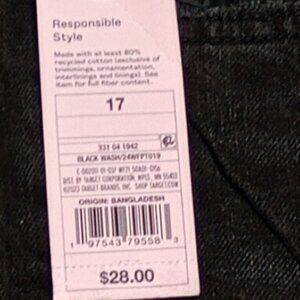 Responsible
Style
Made with at least 80%
recycled cotton (exclusive of
trimmings, ornamentation,
interlinings and linings). See
item for full fiber content.
17
331 04 1942
BLACK WASH/24WFPT019
DIST. BY TARGET CORPORATION MPLS, MN 55403
©2023 TARGET BRANDS, INC. SHOP TARGET.COM
ORIGIN: BANGLADESH
1 97543 79558 3
$28.00